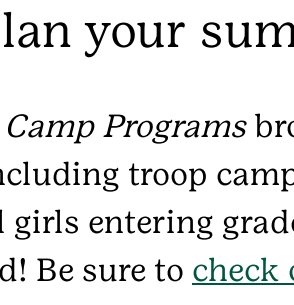 lan your sum
Camp Programs bro
ncluding troop camp
l girls entering grade
d! Be sure to check o